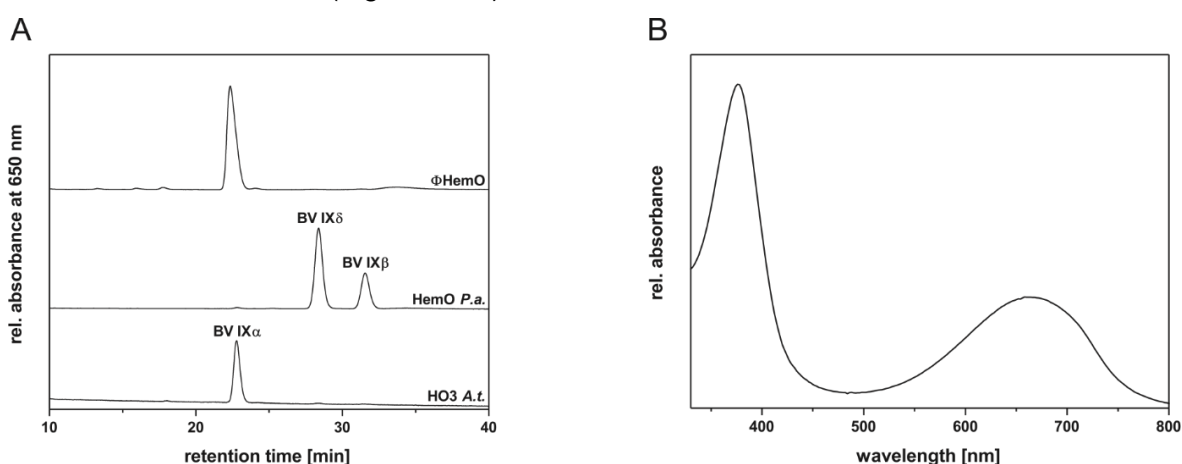 A
rel. absorbance at 650 nm
ΦHemO
BV IXδ
BV IXβ
HemO P.a.
BV IXα
HO3 A.t.
10 20 30 40
retention time [min]
B
rel. absorbance
400 500 600 700 800
wavelength [nm]